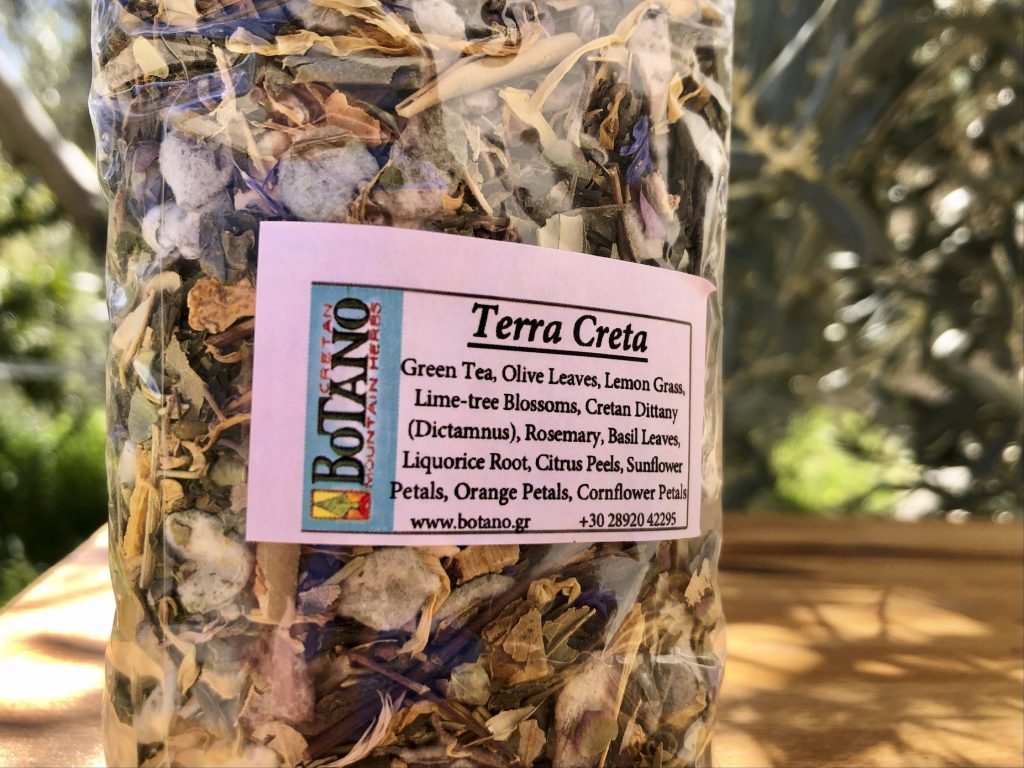 CRETAN
BOTANO
MOUNTAIN HERBS
Terra Creta
Green Tea, Olive Leaves, Lemon Grass,
Lime-tree Blossoms, Cretan Dittany
(Dictamnus), Rosemary, Basil Leaves,
Liquorice Root, Citrus Peels, Sunflower
Petals, Orange Petals, Cornflower Petals
www.botano.gr +30 28920 42295